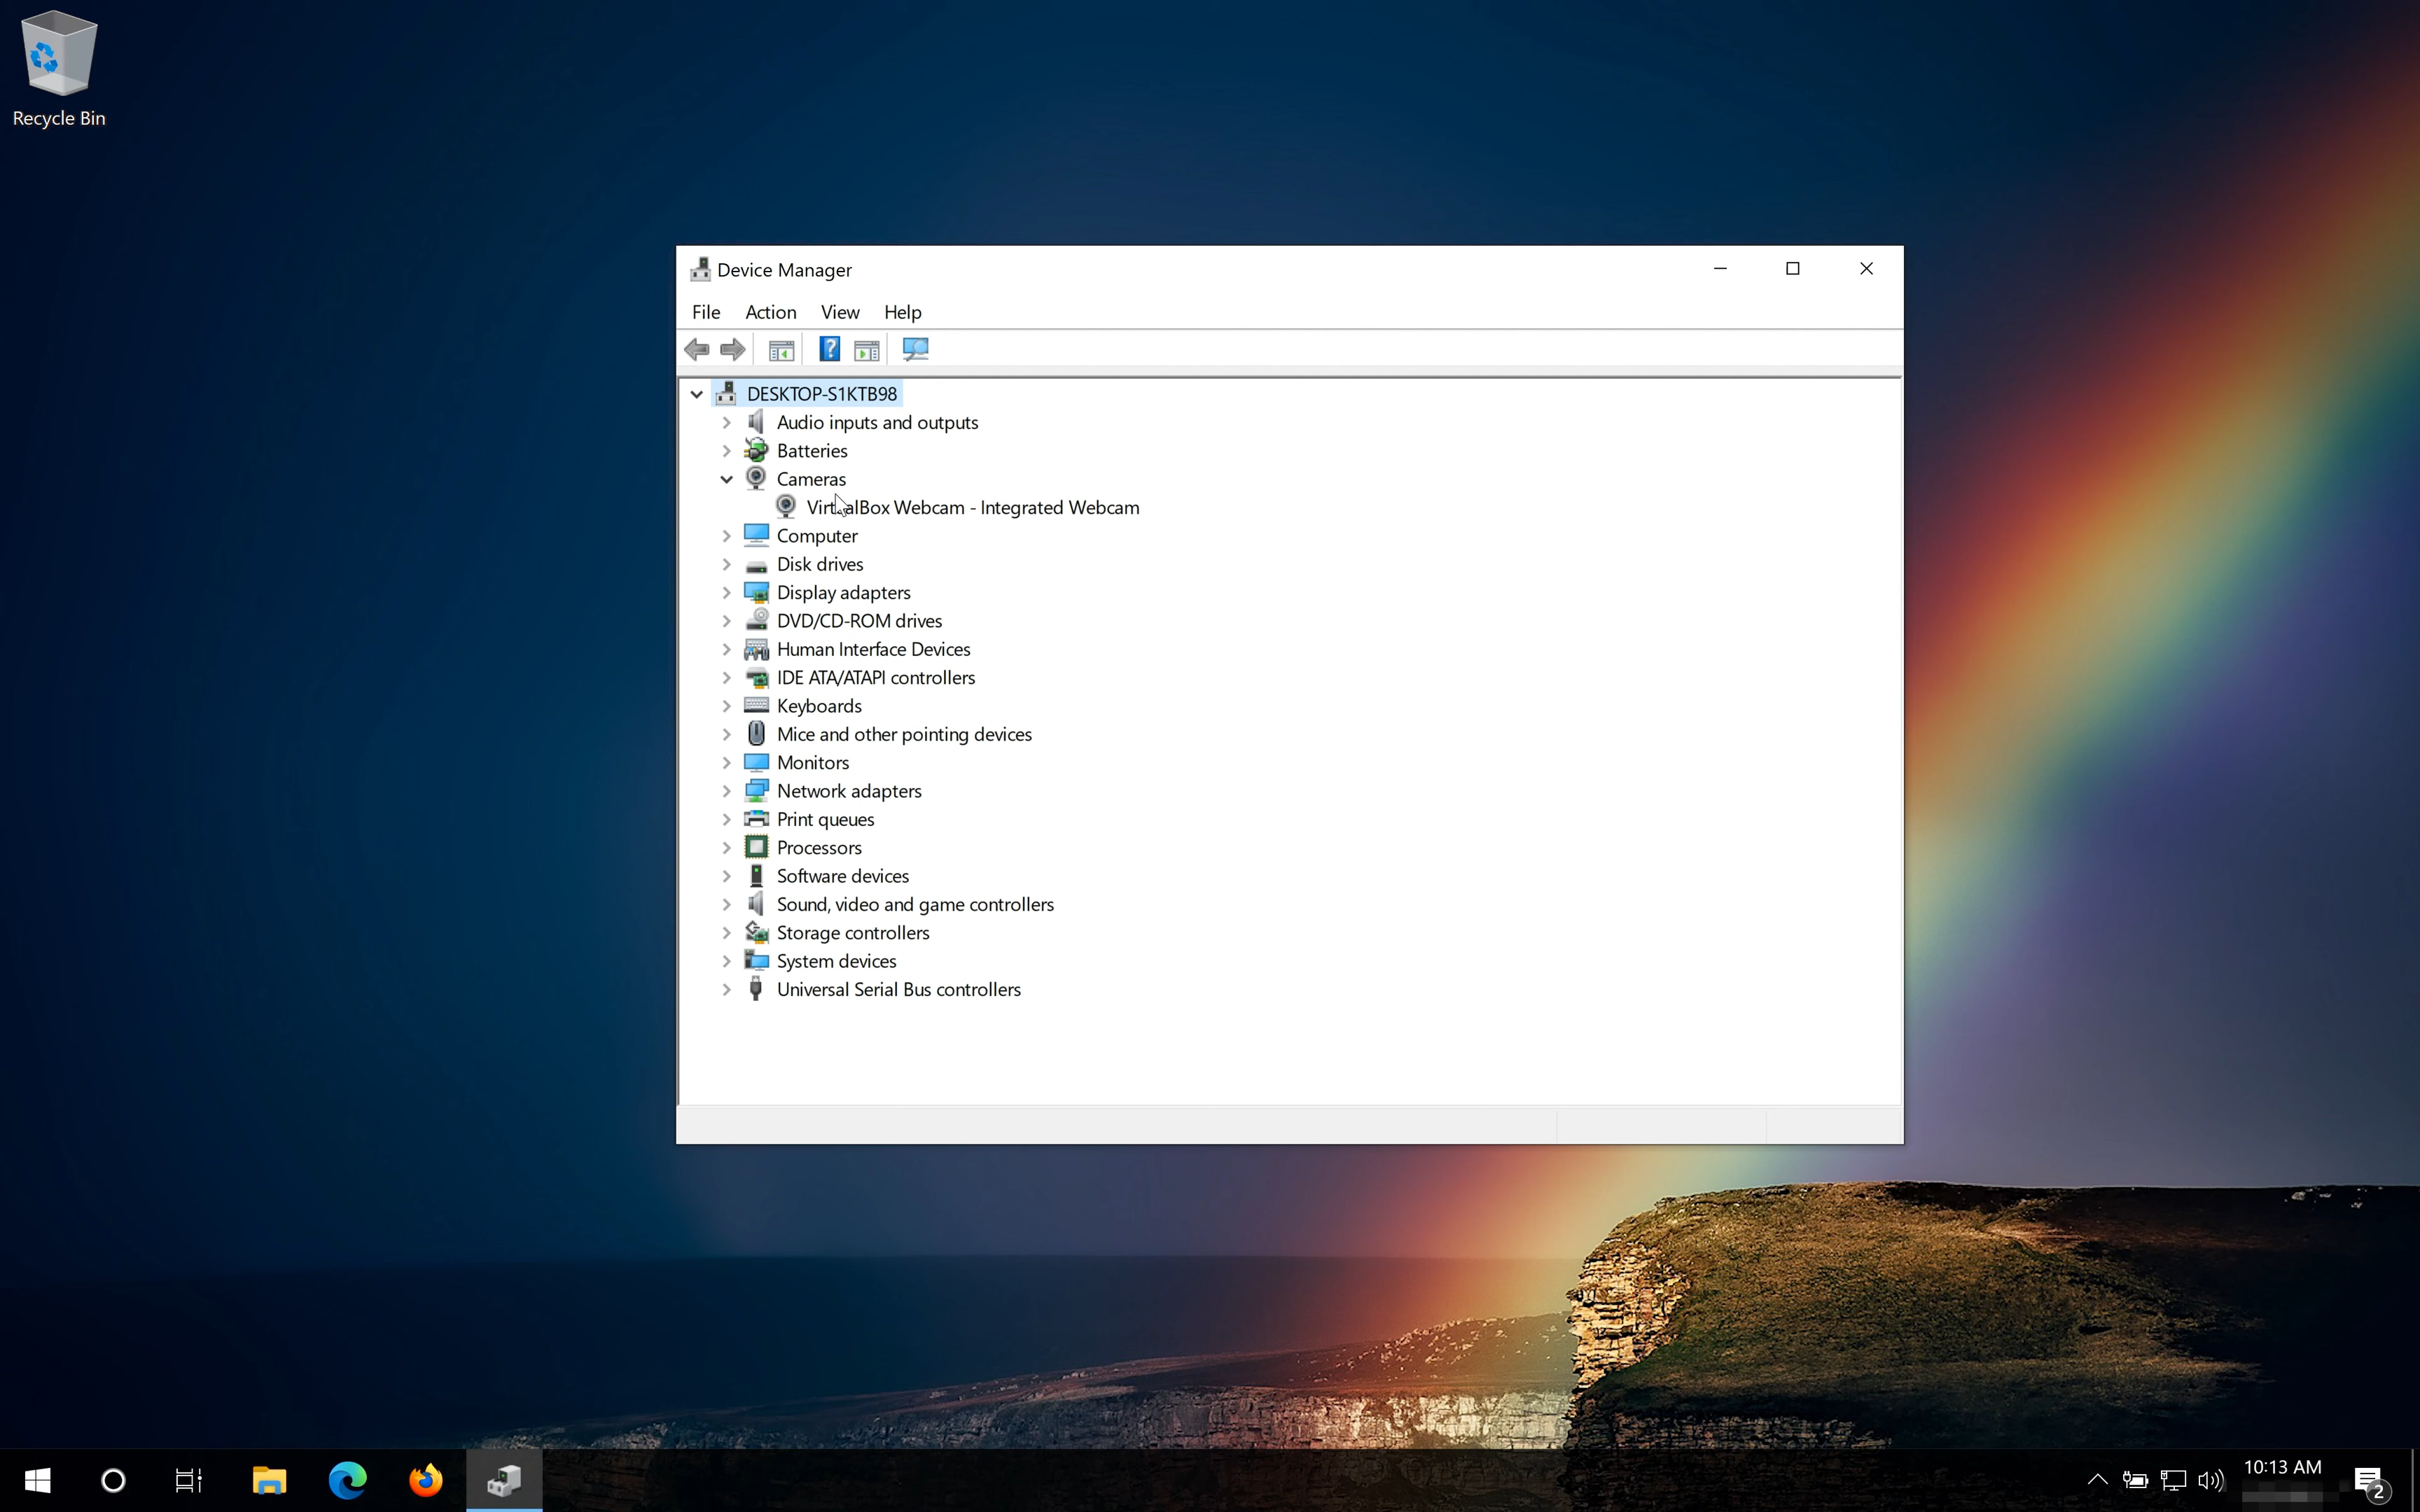 Recycle Bin
Device Manager
File Action View Help
DESKTOP-S1KTB98
Audio inputs and outputs
Batteries
Cameras
VirtualBox Webcam - Integrated Webcam
Computer
Disk drives
Display adapters
DVD/CD-ROM drives
Human Interface Devices
IDE ATA/ATAPI controllers
Keyboards
Mice and other pointing devices
Monitors
Network adapters
Print queues
Processors
Software devices
Sound, video and game controllers
Storage controllers
System devices
Universal Serial Bus controllers
10:13 AM
2